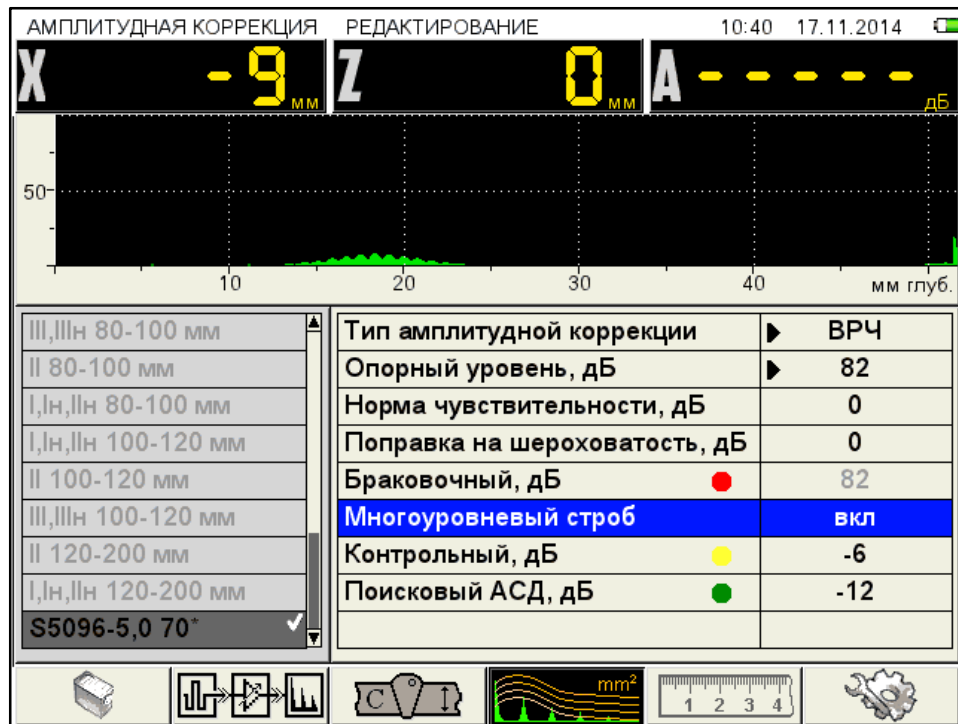 АМПЛИТУДНАЯ КОРРЕКЦИЯ РЕДАКТИРОВАНИЕ 10:40 17.11.2014
X -9 мм Z 0 мм A ----- дБ
50
10 20 30 40 мм глуб.
III,IIIн 80-100 мм
II 80-100 мм
I,Iн,IIн 80-100 мм
I,Iн,IIн 100-120 мм
II 100-120 мм
III,IIIн 100-120 мм
II 120-200 мм
I,Iн,IIн 120-200 мм
S5096-5,0 70*
Тип амплитудной коррекции ВРЧ
Опорный уровень, дБ 82
Норма чувствительности, дБ 0
Поправка на шероховатость, дБ 0
Браковочный, дБ 82
Многоуровневый строб вкл
Контрольный, дБ -6
Поисковый АСД, дБ -12
C mm² 1 2 3 4